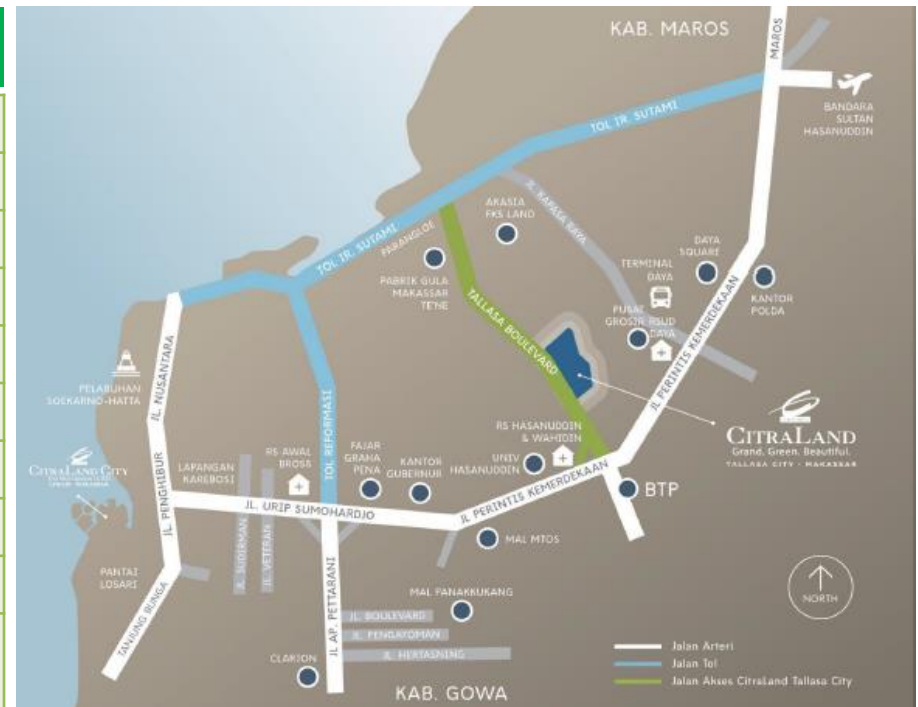 KAB. MAROS
MAROS
BANDARA
SULTAN
HASANUDDIN
TOL IR. SUTAMI
JL. KAPASA RAYA
AKASIA
FKS LAND
TOL IR. SUTAMI
PARANGLOE
PABRIK GULA
MAKASSAR
TE'NE
DAYA
SQUARE
TERMINAL
DAYA
KANTOR
POLDA
PUSAT
GROSIR
RSUD
DAYA
TALLASA BOULEVARD
JL PERINTIS KEMERDEKAAN
JL. NUSANTARA
PELABUHAN
SOEKARNO-HATTA
TOL REFORMASI
CITRALAND
Grand. Green. Beautiful.
TALLASA CITY - MAKASSAR
RS HASANUDDIN
& WAHIDIN
UNIV
HASANUDDIN
CITRALAND CITY
LAPANGAN
KAREBOSI
RS AWAL
BROS
FAJAR
GRAHA
PENA
KANTOR
GUBERNUR
BTP
JL. PENGHIBUR
JL. URIP SUMOHARDJO
JL PERINTIS KEMERDEKAAN
MAL MTOS
JL. SUDIRMAN
JL. VETERAN
PANTAI
LOSARI
TANJUNG BUNGA
JL AP. PETTARANI
MAL PANAKKUKANG
JL. BOULEVARD
JL. PENGAYOMAN
JL. HERTASNING
CLARION
NORTH
Jalan Arteri
Jalan Tol
Jalan Akses CitraLand Tallasa City
KAB. GOWA